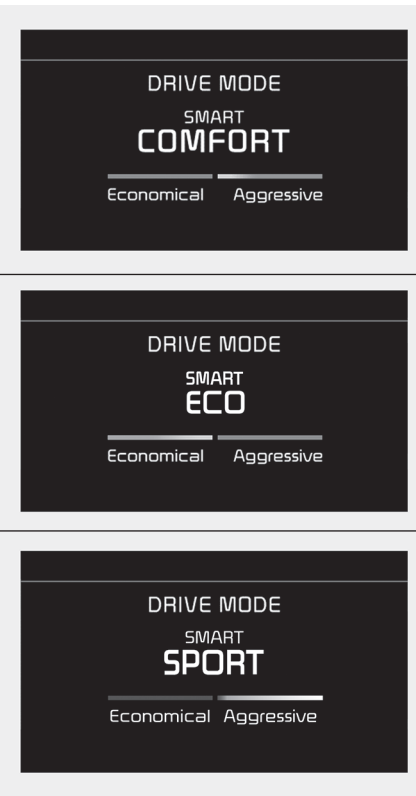 DRIVE MODE
SMART
COMFORT
Economical Aggressive
DRIVE MODE
SMART
ECO
Economical Aggressive
DRIVE MODE
SMART
SPORT
Economical Aggressive